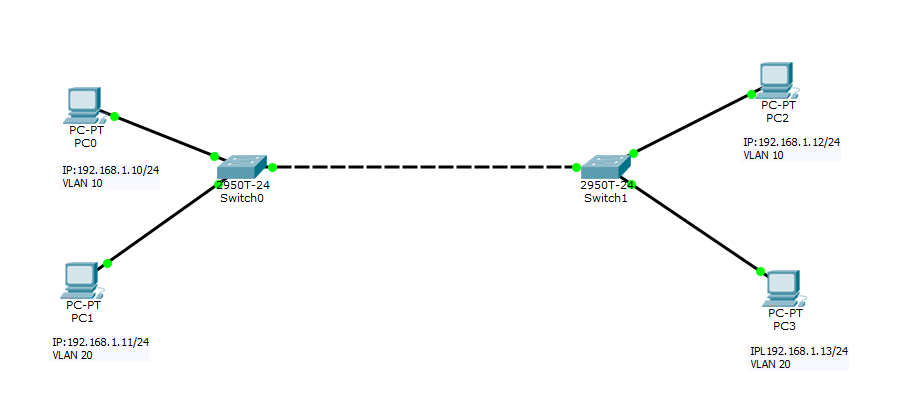 PC-PT
PC0
IP:192.168.1.10/24
VLAN 10
2950T-24
Switch0
PC-PT
PC1
IP:192.168.1.11/24
VLAN 20
PC-PT
PC2
IP:192.168.1.12/24
VLAN 10
2950T-24
Switch1
PC-PT
PC3
IPL192.168.1.13/24
VLAN 20